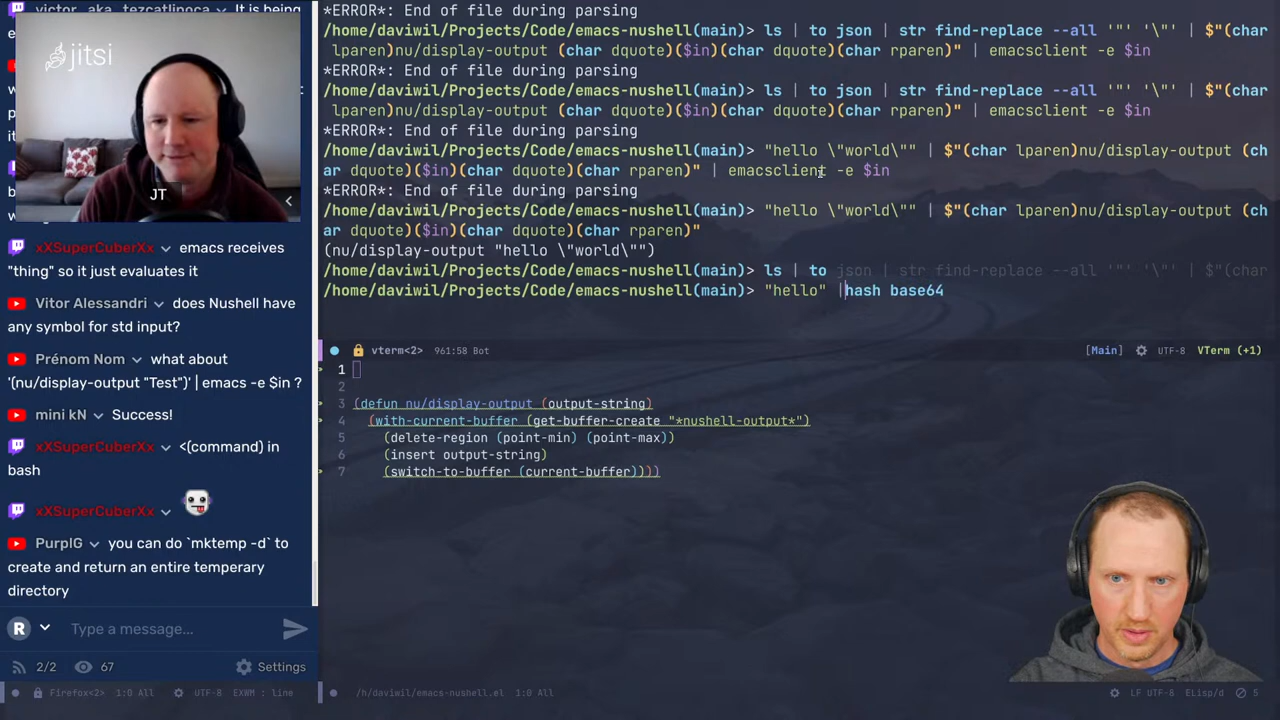 victor_aka_tezcatlipoca It is being
jitsi
JT
xXSuperCuberXx emacs receives
"thing" so it just evaluates it
Vitor Alessandri does Nushell have
any symbol for std input?
Prénom Nom what about
'(nu/display-output "Test")' | emacs -e $in ?
mini kN Success!
xXSuperCuberXx <(command) in
bash
xXSuperCuberXx
PurplG you can do `mktemp -d` to
create and return an entire temperary
directory
R Type a message...
2/2 67 Settings
Firefox<2> 1:0 All UTF-8 EXWM : line
*ERROR*: End of file during parsing
/home/daviwil/Projects/Code/emacs-nushell(main)> ls | to json | str find-replace --all '"' '\"' | $"(char
lparen)nu/display-output (char dquote)($in)(char dquote)(char rparen)" | emacsclient -e $in
*ERROR*: End of file during parsing
/home/daviwil/Projects/Code/emacs-nushell(main)> ls | to json | str find-replace --all '"' '\"' | $"(char
lparen)nu/display-output (char dquote)($in)(char dquote)(char rparen)" | emacsclient -e $in
*ERROR*: End of file during parsing
/home/daviwil/Projects/Code/emacs-nushell(main)> "hello \"world\"" | $"(char lparen)nu/display-output (ch
ar dquote)($in)(char dquote)(char rparen)" | emacsclient -e $in
*ERROR*: End of file during parsing
/home/daviwil/Projects/Code/emacs-nushell(main)> "hello \"world\"" | $"(char lparen)nu/display-output (ch
ar dquote)($in)(char dquote)(char rparen)"
(nu/display-output "hello \"world\"")
/home/daviwil/Projects/Code/emacs-nushell(main)> ls | to json | str find-replace --all '"' '\"' | $"(char
/home/daviwil/Projects/Code/emacs-nushell(main)> "hello" |hash base64
vterm<2> 961:58 Bot [Main] UTF-8 VTerm (+1)
1
2
3 (defun nu/display-output (output-string)
4 (with-current-buffer (get-buffer-create "*nushell-output*")
5 (delete-region (point-min) (point-max))
6 (insert output-string)
7 (switch-to-buffer (current-buffer))))
/h/daviwil/emacs-nushell.el 1:0 All LF UTF-8 ELisp/d 5